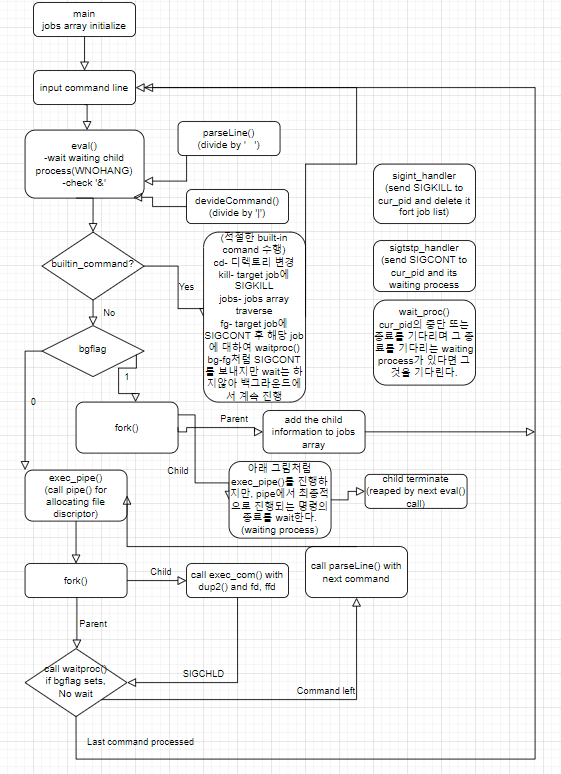 main
jobs array initialize
input command line
eval()
-wait waiting child
process(WNOHANG)
-check '&'
parseLine()
(divide by '   ')
devideCommand()
(divide by '|')
sigint_handler
(send SIGKILL to
cur_pid and delete it
fort job list)
sigtstp_handler
(send SIGCONT to
cur_pid and its
waiting process
wait_proc()
cur_pid의 중단 또는
종료를 기다리며 그 종
료를 기다리는 waiting
process가 있다면 그
것을 기다린다.
builtin_command?
Yes
(적절한 built-in
comand 수행)
cd- 디렉토리 변경
kill- target job에
SIGKILL
jobs- jobs array
traverse
fg- target job에
SIGCONT 후 해당 job
에 대하여 waitproc()
bg-fg처럼 SIGCONT
를 보내지만 wait는 하
지않아 백그라운드에
서 계속 진행
No
bgflag
1
0
fork()
Parent
add the child
information to jobs
array
Child
아래 그림처럼
exec_pipe()를 진행하
지만, pipe에서 최종적
으로 진행되는 명령의
종료를 wait한다.
(waiting process)
child terminate
(reaped by next eval()
call)
exec_pipe()
(call pipe() for
allocating file
discriptor)
fork()
Child
call exec_com() with
dup2() and fd, ffd
call parseLine() with
next command
Parent
call waitproc()
if bgflag sets,
No wait
SIGCHLD
Command left
Last command processed